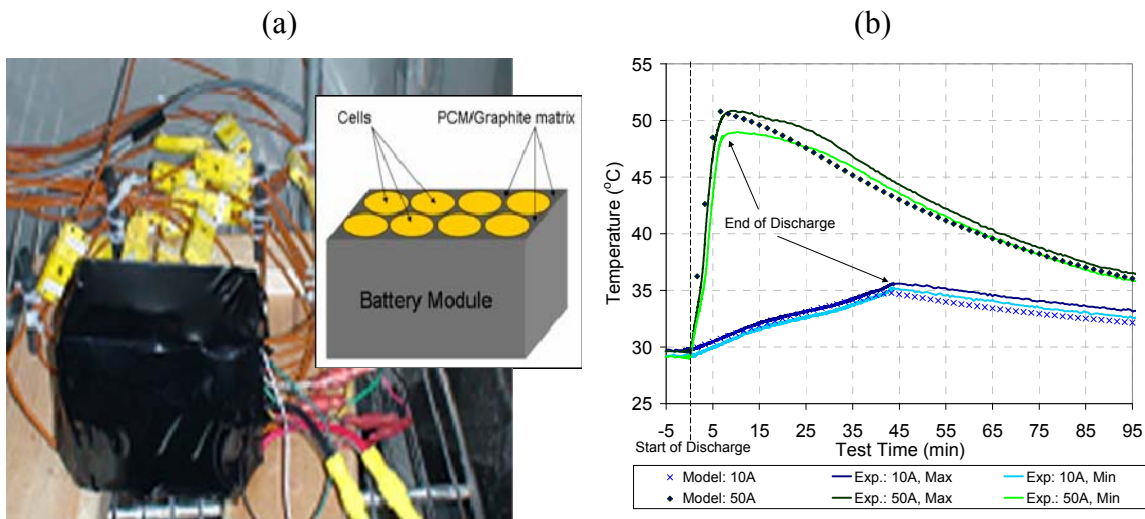 (a)
Cells PCM/Graphite matrix
Battery Module
(b)
Temperature (°C)
55
50
45
40
35
30
25
End of Discharge
-5 5 15 25 35 45 55 65 75 85 95
Start of Discharge
Test Time (min)
Model: 10A Exp.: 10A, Max Exp: 10A, Min
Model: 50A Exp.: 50A, Max Exp.: 50A, Min